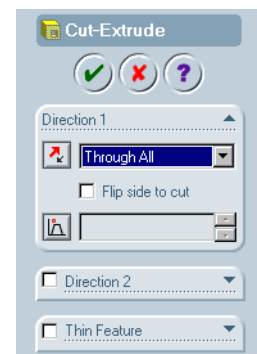 Cut-Extrude
?
Direction 1
Through All
Flip side to cut
Direction 2
Thin Feature